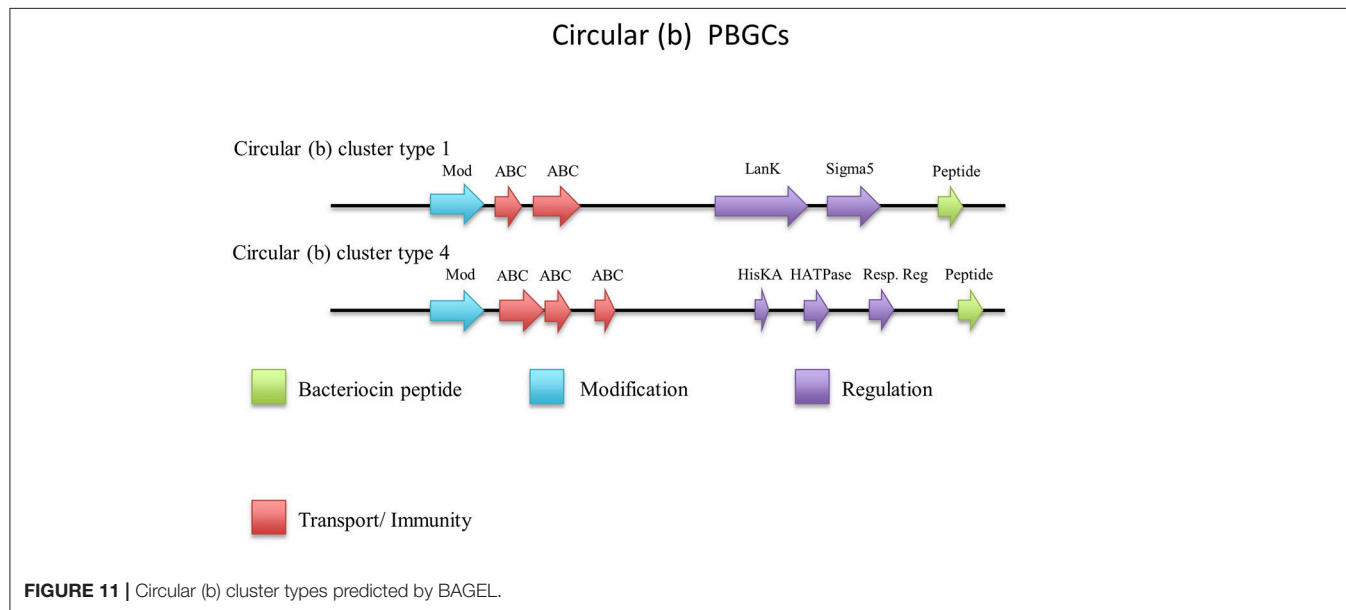 Circular (b) PBGCs
Circular (b) cluster type 1
Mod ABC ABC LanK Sigma5 Peptide
Circular (b) cluster type 4
Mod ABC ABC ABC HisKA HATPase Resp. Reg Peptide
Bacteriocin peptide Modification Regulation
Transport/ Immunity
FIGURE 11 | Circular (b) cluster types predicted by BAGEL.